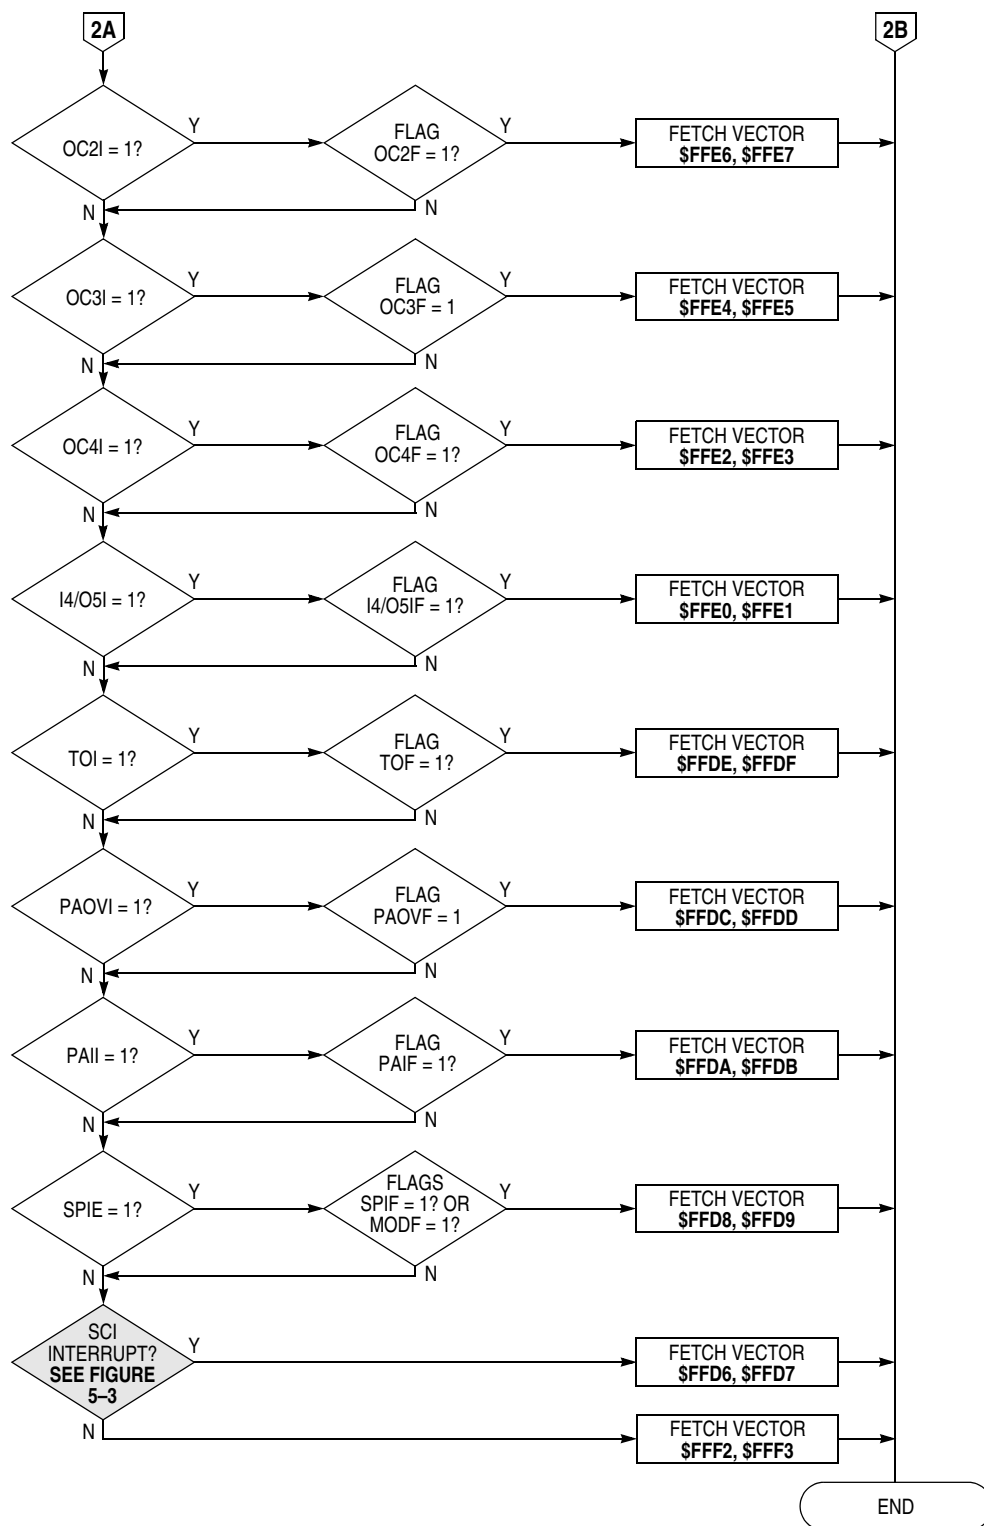 2A
2B
OC2I = 1?
Y
FLAG
OC2F = 1?
Y
FETCH VECTOR
$FFE6, $FFE7
N
N
OC3I = 1?
Y
FLAG
OC3F = 1
Y
FETCH VECTOR
$FFE4, $FFE5
N
N
OC4I = 1?
Y
FLAG
OC4F = 1?
Y
FETCH VECTOR
$FFE2, $FFE3
N
N
I4/O5I = 1?
Y
FLAG
I4/O5IF = 1?
Y
FETCH VECTOR
$FFE0, $FFE1
N
N
TOI = 1?
Y
FLAG
TOF = 1?
Y
FETCH VECTOR
$FFDE, $FFDF
N
N
PAOVI = 1?
Y
FLAG
PAOVF = 1
Y
FETCH VECTOR
$FFDC, $FFDD
N
N
PAII = 1?
Y
FLAG
PAIF = 1?
Y
FETCH VECTOR
$FFDA, $FFDB
N
N
SPIE = 1?
Y
FLAGS
SPIF = 1? OR
MODF = 1?
Y
FETCH VECTOR
$FFD8, $FFD9
N
N
SCI
INTERRUPT?
SEE FIGURE
5–3
Y
FETCH VECTOR
$FFD6, $FFD7
N
FETCH VECTOR
$FFF2, $FFF3
END